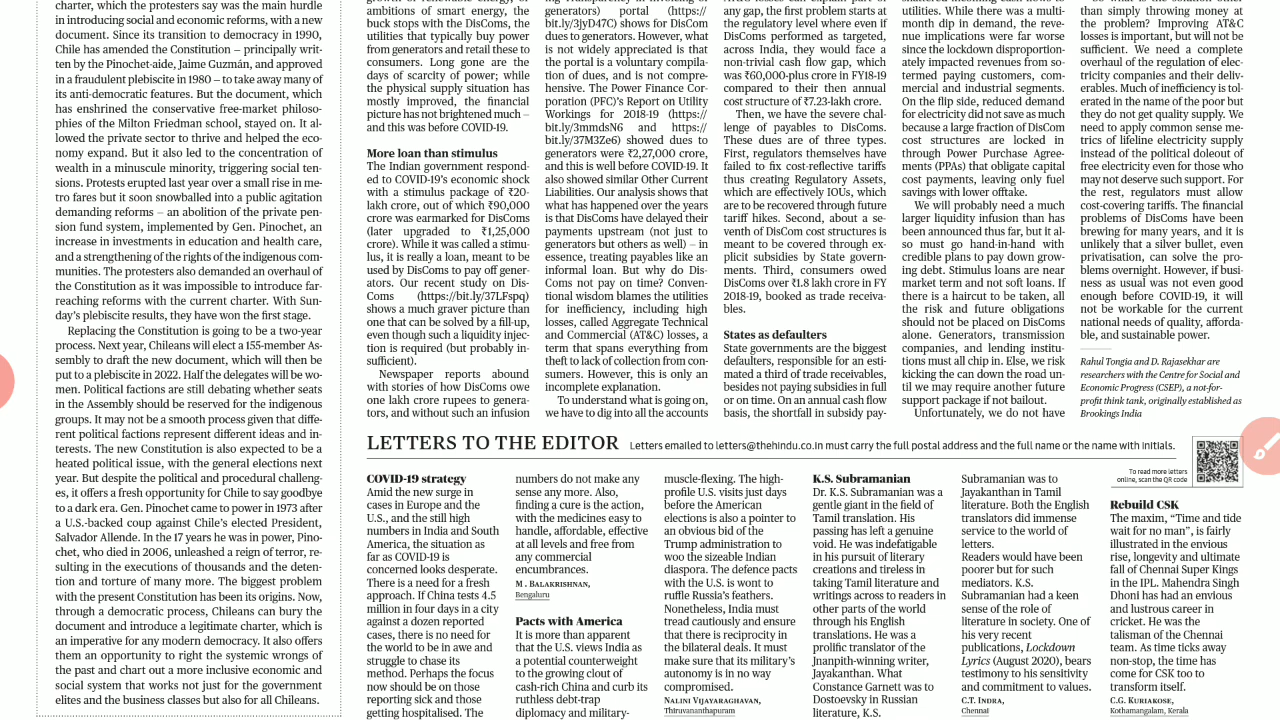 charter, which the protesters say was the main hurdle
in introducing social and economic reforms, with a new
document. Since its transition to democracy in 1990,
Chile has amended the Constitution – principally writ-
ten by the Pinochet-aide, Jaime Guzmán, and approved
in a fraudulent plebiscite in 1980 – to take away many of
its anti-democratic features. But the document, which
has enshrined the conservative free-market philoso-
phies of the Milton Friedman school, stayed on. It al-
lowed the private sector to thrive and helped the eco-
nomy expand. But it also led to the concentration of
wealth in a minuscule minority, triggering social ten-
sions. Protests erupted last year over a small rise in me-
tro fares but it soon snowballed into a public agitation
demanding reforms – an abolition of the private pen-
sion fund system, implemented by Gen. Pinochet, an
increase in investments in education and health care,
and a strengthening of the rights of the indigenous com-
munities. The protesters also demanded an overhaul of
the Constitution as it was impossible to introduce far-
reaching reforms with the current charter. With Sun-
day's plebiscite results, they have won the first stage.
Replacing the Constitution is going to be a two-year
process. Next year, Chileans will elect a 155-member As-
sembly to draft the new document, which will then be
put to a plebiscite in 2022. Half the delegates will be wo-
men. Political factions are still debating whether seats
in the Assembly should be reserved for the indigenous
groups. It may not be a smooth process given that diffe-
rent political factions represent different ideas and in-
terests. The new Constitution is also expected to be a
heated political issue, with the general elections next
year. But despite the political and procedural challeng-
es, it offers a fresh opportunity for Chile to say goodbye
to a dark era. Gen. Pinochet came to power in 1973 after
a U.S.-backed coup against Chile's elected President,
Salvador Allende. In the 17 years he was in power, Pino-
chet, who died in 2006, unleashed a reign of terror, re-
sulting in the executions of thousands and the deten-
tion and torture of many more. The biggest problem
with the present Constitution has been its origins. Now,
through a democratic process, Chileans can bury the
document and introduce a legitimate charter, which is
an imperative for any modern democracy. It also offers
them an opportunity to right the systemic wrongs of
the past and chart out a more inclusive economic and
social system that works not just for the government
elites and the business classes but also for all Chileans.
ambitions of smart energy, the
buck stops with the DisComs, the
utilities that typically buy power
from generators and retail these to
consumers. Long gone are the
days of scarcity of power; while
the physical supply situation has
mostly improved, the financial
picture has not brightened much –
and this was before COVID-19.
More loan than stimulus
The Indian government respond-
ed to COVID-19's economic shock
with a stimulus package of ₹20-
lakh crore, out of which ₹90,000
crore was earmarked for DisComs
(later upgraded to ₹1,25,000
crore). While it was called a stimu-
lus, it is really a loan, meant to be
used by DisComs to pay off gener-
ators. Our recent study on Dis-
Coms (https://bit.ly/37LFspq)
shows a much graver picture than
one that can be solved by a fill-up,
even though such a liquidity injec-
tion is required (but probably in-
sufficient).
Newspaper reports abound
with stories of how DisComs owe
one lakh crore rupees to genera-
tors, and without such an infusion
generators) portal (https://
bit.ly/3jyD47C) shows for DisCom
dues to generators. However, what
is not widely appreciated is that
the portal is a voluntary compila-
tion of dues, and is not compre-
hensive. The Power Finance Cor-
poration (PFC)'s Report on Utility
Workings for 2018-19 (https://
bit.ly/3mmdsN6 and https://
bit.ly/37M3Ze6) showed dues to
generators were ₹2,27,000 crore,
and this is well before COVID-19. It
also showed similar Other Current
Liabilities. Our analysis shows that
what has happened over the years
is that DisComs have delayed their
payments upstream (not just to
generators but others as well) – in
essence, treating payables like an
informal loan. But why do Dis-
Coms not pay on time? Conven-
tional wisdom blames the utilities
for inefficiency, including high
losses, called Aggregate Technical
and Commercial (AT&C) losses, a
term that spans everything from
theft to lack of collection from con-
sumers. However, this is only an
incomplete explanation.
To understand what is going on,
we have to dig into all the accounts
any gap, the first problem starts at
the regulatory level where even if
DisComs performed as targeted,
across India, they would face a
non-trivial cash flow gap, which
was ₹60,000-plus crore in FY18-19
compared to their then annual
cost structure of ₹7.23-lakh crore.
Then, we have the severe chal-
lenge of payables to DisComs.
These dues are of three types.
First, regulators themselves have
failed to fix cost-reflective tariffs
thus creating Regulatory Assets,
which are effectively IOUs, which
are to be recovered through future
tariff hikes. Second, about a se-
venth of DisCom cost structures is
meant to be covered through ex-
plicit subsidies by State govern-
ments. Third, consumers owed
DisComs over ₹1.8 lakh crore in FY
2018-19, booked as trade receiva-
bles.
States as defaulters
State governments are the biggest
defaulters, responsible for an esti-
mated a third of trade receivables,
besides not paying subsidies in full
or on time. On an annual cash flow
basis, the shortfall in subsidy pay-
utilities. While there was a multi-
month dip in demand, the reve-
nue implications were far worse
since the lockdown disproportion-
ately impacted revenues from so-
termed paying customers, com-
mercial and industrial segments.
On the flip side, reduced demand
for electricity did not save as much
because a large fraction of DisCom
cost structures are locked in
through Power Purchase Agree-
ments (PPAs) that obligate capital
cost payments, leaving only fuel
savings with lower offtake.
We will probably need a much
larger liquidity infusion than has
been announced thus far, but it al-
so must go hand-in-hand with
credible plans to pay down grow-
ing debt. Stimulus loans are near
market term and not soft loans. If
there is a haircut to be taken, all
the risk and future obligations
should not be placed on DisComs
alone. Generators, transmission
companies, and lending institu-
tions must all chip in. Else, we risk
kicking the can down the road un-
til we may require another future
support package if not bailout.
Unfortunately, we do not have
than simply throwing money at
the problem? Improving AT&C
losses is important, but will not be
sufficient. We need a complete
overhaul of the regulation of elec-
tricity companies and their deliv-
erables. Much of inefficiency is tol-
erated in the name of the poor but
they do not get quality supply. We
need to apply common sense me-
trics of lifeline electricity supply
instead of the political doleout of
free electricity even for those who
may not deserve such support. For
the rest, regulators must allow
cost-covering tariffs. The financial
problems of DisComs have been
brewing for many years, and it is
unlikely that a silver bullet, even
privatisation, can solve the pro-
blems overnight. However, if busi-
ness as usual was not even good
enough before COVID-19, it will
not be workable for the current
national needs of quality, afforda-
ble, and sustainable power.
Rahul Tongia and D. Rajasekhar are
researchers with the Centre for Social and
Economic Progress (CSEP), a not-for-
profit think tank, originally established as
Brookings India
LETTERS TO THE EDITOR Letters emailed to letters@thehindu.co.in must carry the full postal address and the full name or the name with initials.
To read more letters
online, scan the QR code
COVID-19 strategy
Amid the new surge in
cases in Europe and the
U.S., and the still high
numbers in India and South
America, the situation as
far as COVID-19 is
concerned looks desperate.
There is a need for a fresh
approach. If China tests 4.5
million in four days in a city
against a dozen reported
cases, there is no need for
the world to be in awe and
struggle to chase its
method. Perhaps the focus
now should be on those
reporting sick and those
getting hospitalised. The
numbers do not make any
sense any more. Also,
finding a cure is the action,
with the medicines easy to
handle, affordable, effective
at all levels and free from
any commercial
encumbrances.
M . BALAKRISHNAN,
Bengaluru
Pacts with America
It is more than apparent
that the U.S. views India as
a potential counterweight
to the growing clout of
cash-rich China and curb its
ruthless debt-trap
diplomacy and military-
muscle-flexing. The high-
profile U.S. visits just days
before the American
elections is also a pointer to
an obvious bid of the
Trump administration to
woo the sizeable Indian
diaspora. The defence pacts
with the U.S. is wont to
ruffle Russia's feathers.
Nonetheless, India must
tread cautiously and ensure
that there is reciprocity in
the bilateral deals. It must
make sure that its military's
autonomy is in no way
compromised.
NALINI VIJAYARAGHAVAN,
Thiruvananthapuram
K.S. Subramanian
Dr. K.S. Subramanian was a
gentle giant in the field of
Tamil translation. His
passing has left a genuine
void. He was indefatigable
in his pursuit of literary
creations and tireless in
taking Tamil literature and
writings across to readers in
other parts of the world
through his English
translations. He was a
prolific translator of the
Jnanpith-winning writer,
Jayakanthan. What
Constance Garnett was to
Dostoevsky in Russian
literature, K.S.
Subramanian was to
Jayakanthan in Tamil
literature. Both the English
translators did immense
service to the world of
letters.
Readers would have been
poorer but for such
mediators. K.S.
Subramanian had a keen
sense of the role of
literature in society. One of
his very recent
publications, Lockdown
Lyrics (August 2020), bears
testimony to his sensitivity
and commitment to values.
C.T. INDRA,
Chennai
Rebuild CSK
The maxim, “Time and tide
wait for no man”, is fairly
illustrated in the envious
rise, longevity and ultimate
fall of Chennai Super Kings
in the IPL. Mahendra Singh
Dhoni has had an envious
and lustrous career in
cricket. He was the
talisman of the Chennai
team. As time ticks away
non-stop, the time has
come for CSK too to
transform itself.
C.G. KURIAKOSE,
Kothamangalam, Kerala